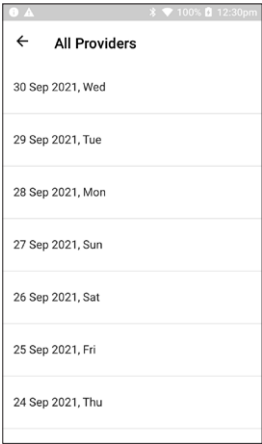 100% 12:30pm
All Providers
30 Sep 2021, Wed
29 Sep 2021, Tue
28 Sep 2021, Mon
27 Sep 2021, Sun
26 Sep 2021, Sat
25 Sep 2021, Fri
24 Sep 2021, Thu